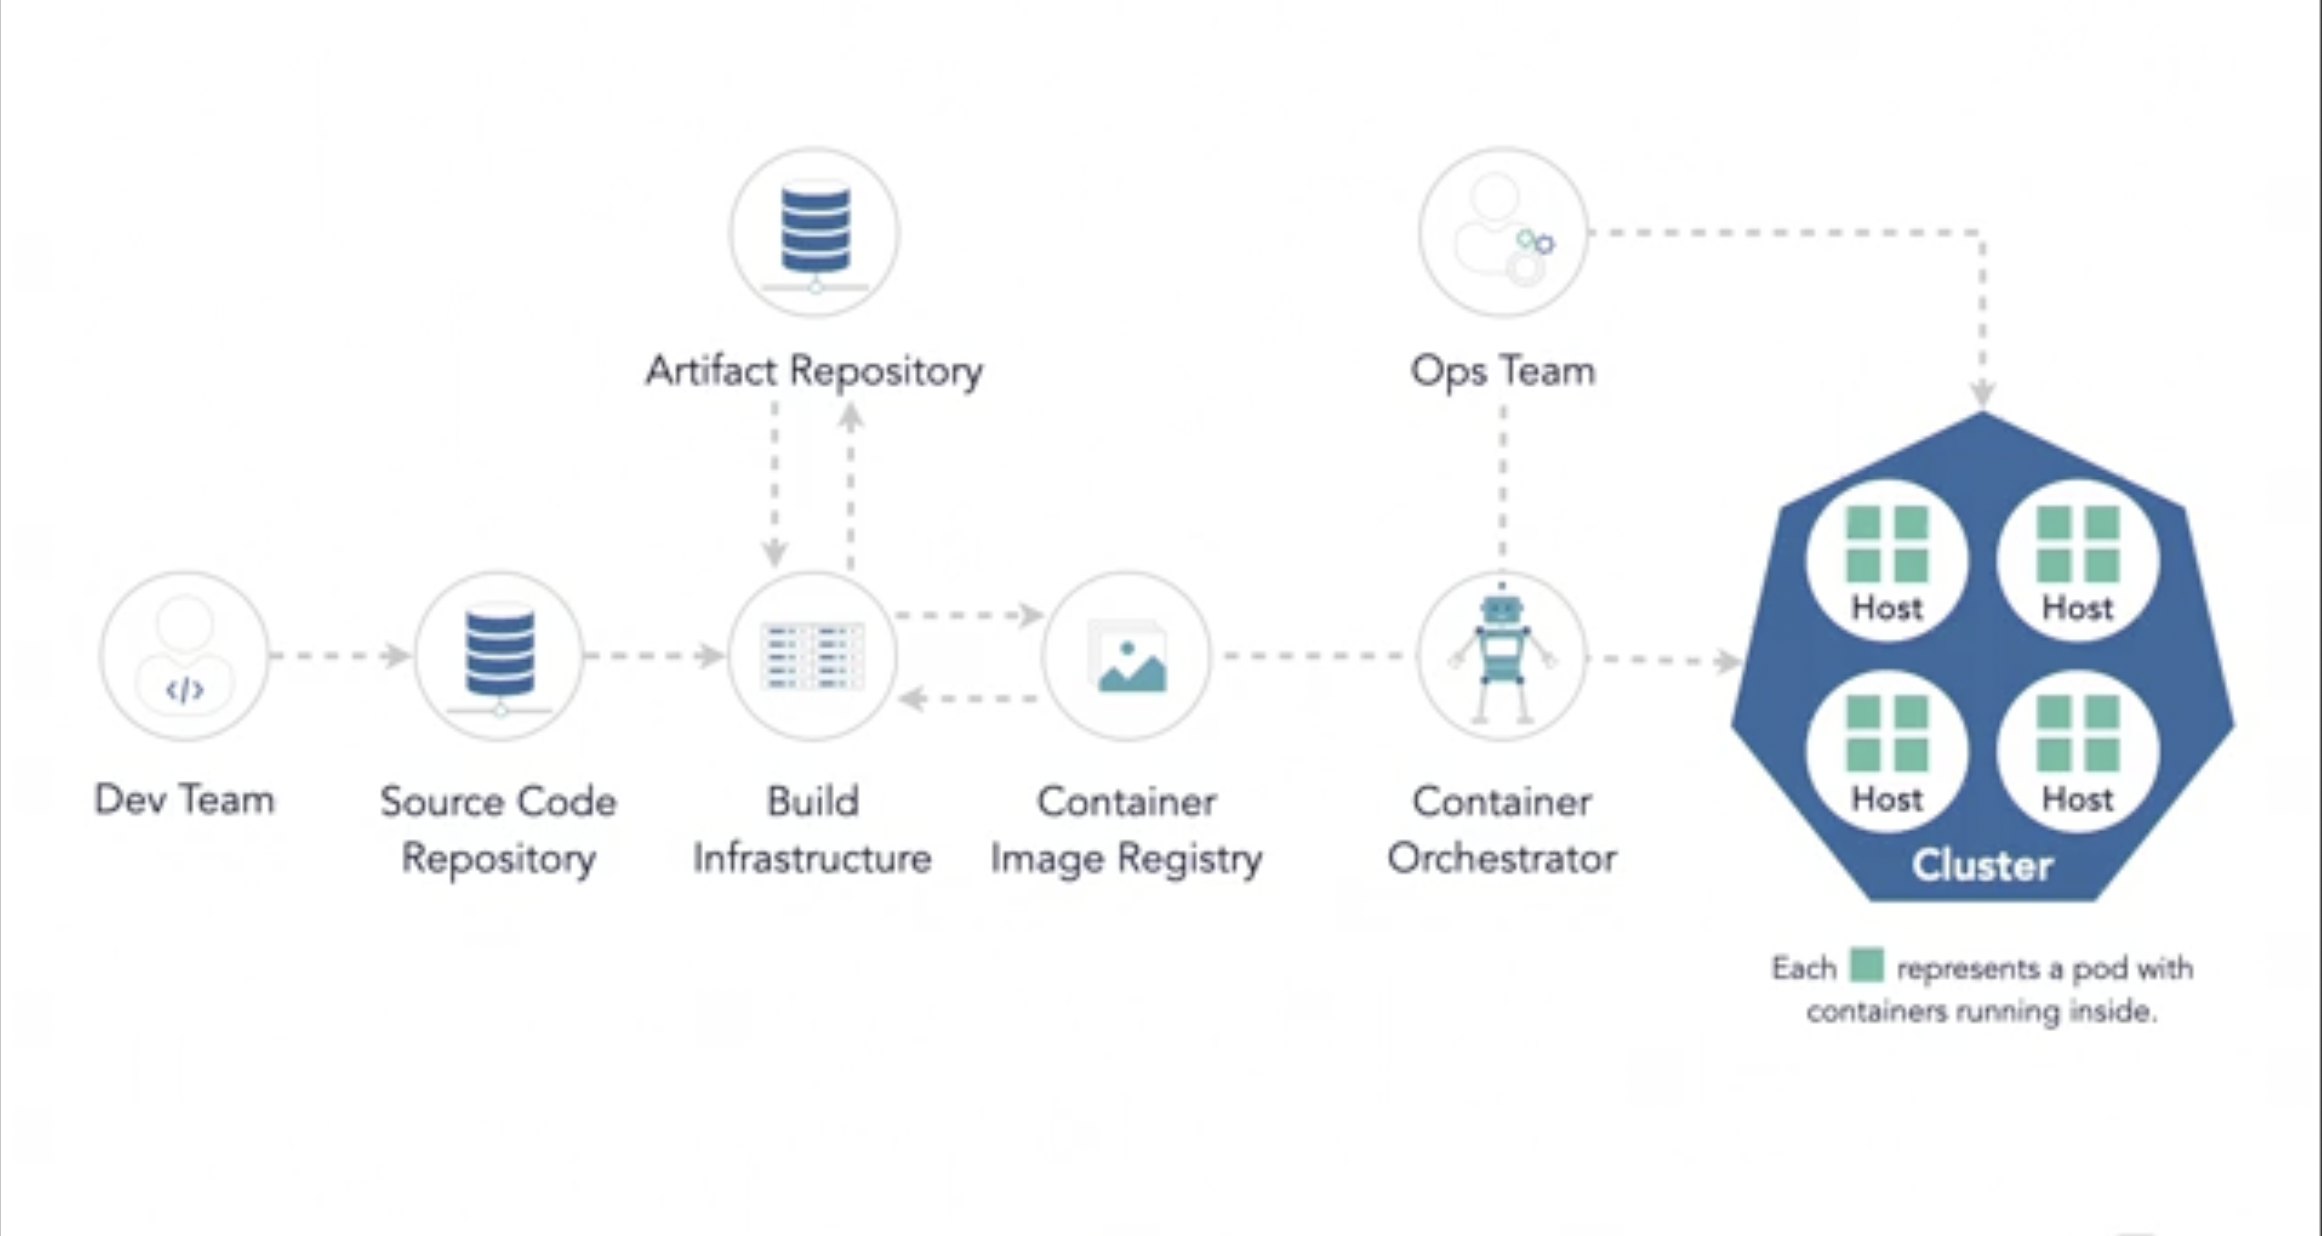 Artifact Repository
Ops Team
Dev Team
</>
Source Code
Repository
Build
Infrastructure
Container
Image Registry
Container
Orchestrator
Host
Host
Host
Host
Cluster
Each represents a pod with
containers running inside.